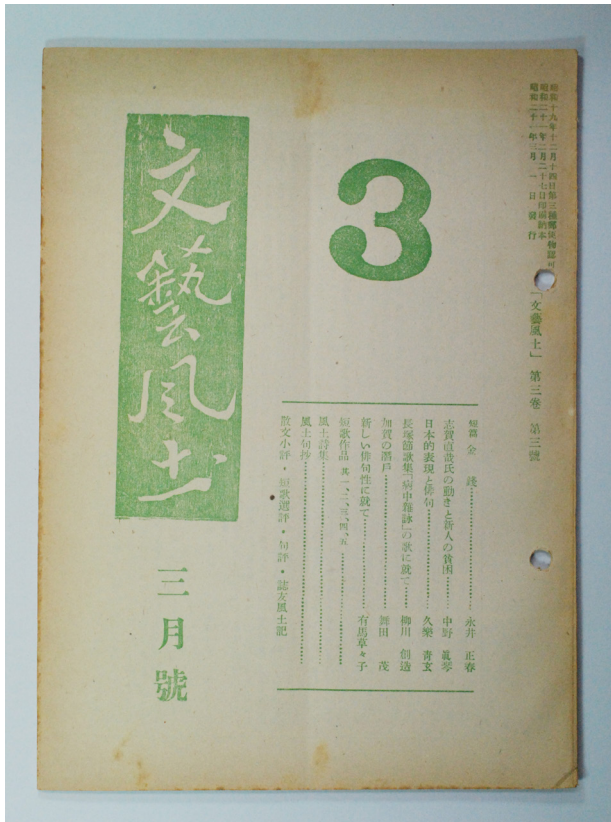 昭和十九年十二月十四日第三種郵便物認可
昭和二十一年二月二十七日印刷納本
昭和二十一年三月一日發行
「文藝風土」 第三卷 第三號
3
文藝風土
三月號
短篇 金錢 永井正春
志賀直哉氏の動きと新人の貧困 中野眞琴
日本的表現と俳句 久樂青玄
長塚節歌集「病中雜詠」の歌に就て 柳川創造
加賀の潛戶 舞田茂
新しい俳句性に就て 有馬草々子
短歌作品 其一、二、三、四、五
風土詩集
風土句抄
散文小評・短歌選評・句評・誌友風土記